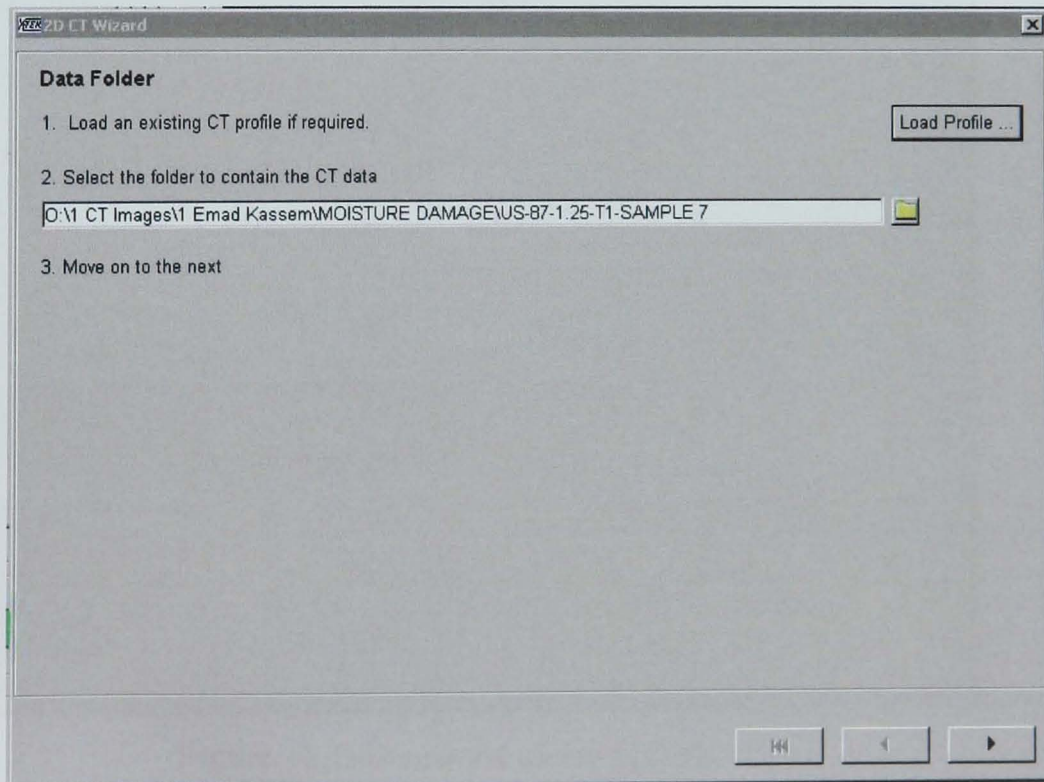 2D CT Wizard
Data Folder
1. Load an existing CT profile if required.
Load Profile ...
2. Select the folder to contain the CT data
O:\1 CT Images\1 Emad Kassem\MOISTURE DAMAGE\US-87-1.25-T1-SAMPLE 7
3. Move on to the next